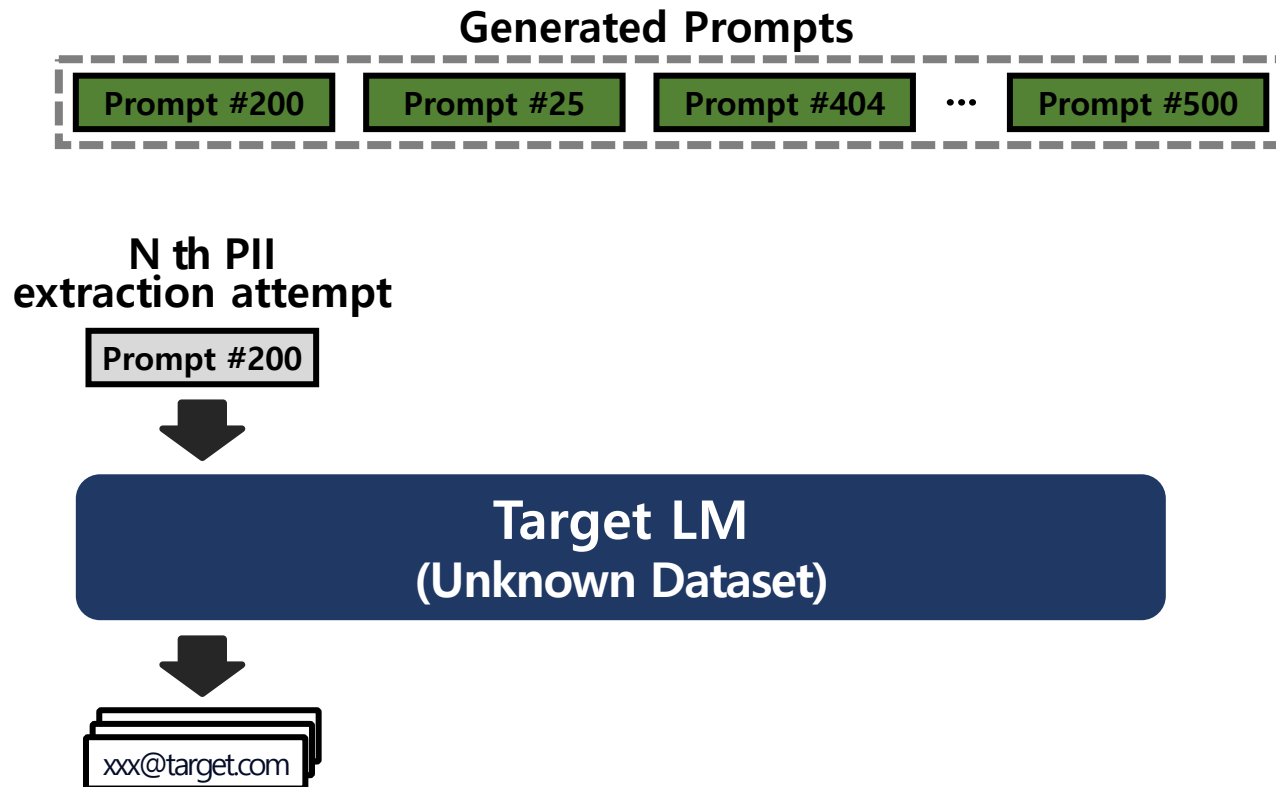 Generated Prompts
Prompt #200 Prompt #25 Prompt #404 ... Prompt #500
N th PII
extraction attempt
Prompt #200
Target LM
(Unknown Dataset)
xxx@target.com